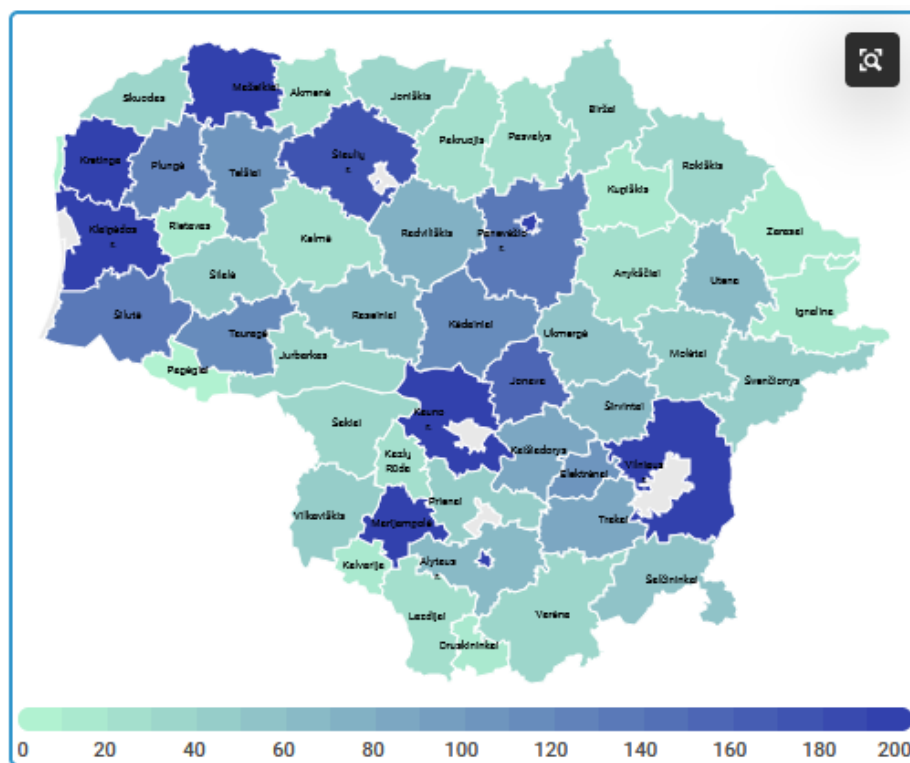 Skuodas
Mažeikiai
Akmenė
Joniškis
Biržai
Kretinga
Plungė
Telšiai
Šiaulių
r.
Pakruojis
Pasvalys
Rokiškis
Kupiškis
Klaipėdos
r.
Rietavas
Kelmė
Radviliškis
Panevėžio
r.
Zarasai
Šilalė
Anykščiai
Utena
Ignalina
Šilutė
Tauragė
Raseiniai
Kėdainiai
Ukmergė
Molėtai
Pagėgiai
Jurbarkas
Jonava
Švenčionys
Šakiai
Kauno
r.
Širvintai
Kazlų
Rūda
Kaišiadorys
Elektrėnai
Vilniaus
r.
Prienai
Vilkaviškis
Marijampolė
Trakai
Kalvarija
Alytaus
r.
Šalčininkai
Lazdijai
Varėna
Druskininkai
0 20 40 60 80 100 120 140 160 180 200